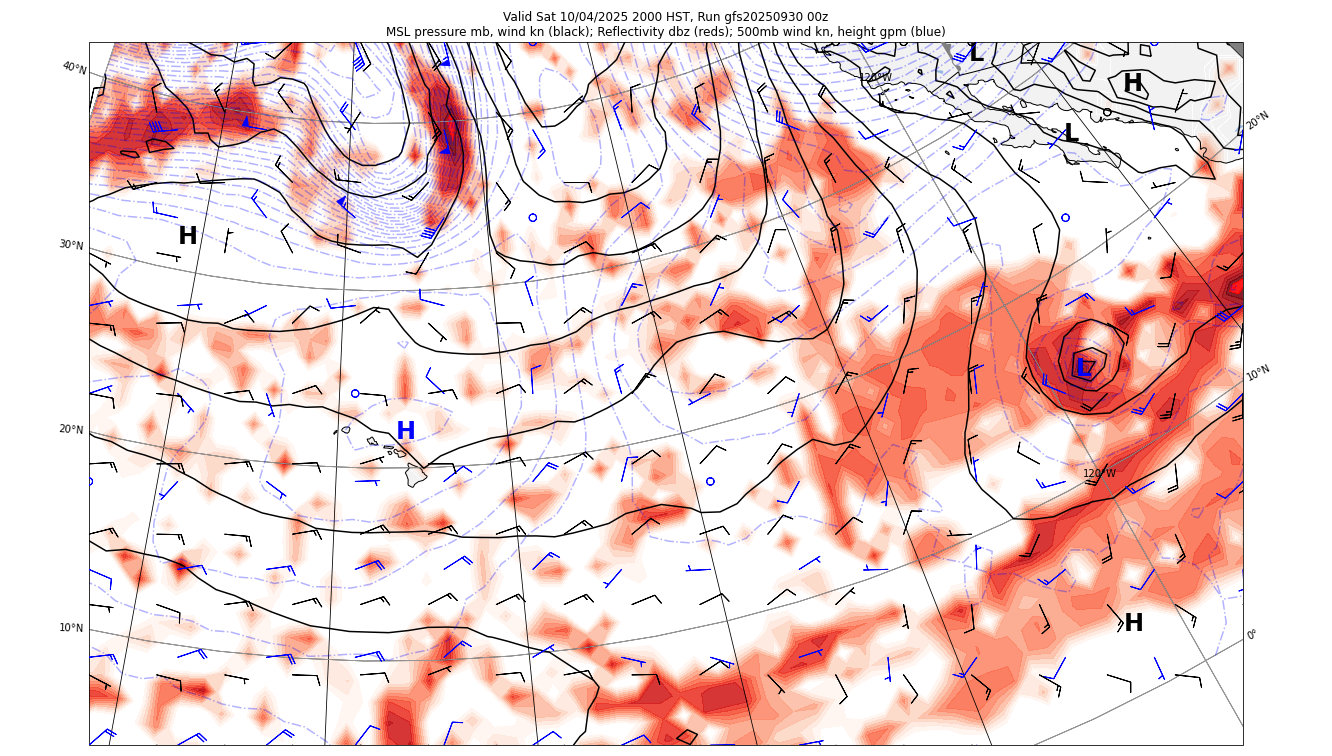 Valid Sat 10/04/2025 2000 HST, Run gfs20250930 00z
MSL pressure mb, wind kn (black); Reflectivity dbz (reds); 500mb wind kn, height gpm (blue)
L
40°N
120°W
H
20°N
L
H
30°N
L
10°N
H
20°N
120°W
H
10°N
0°